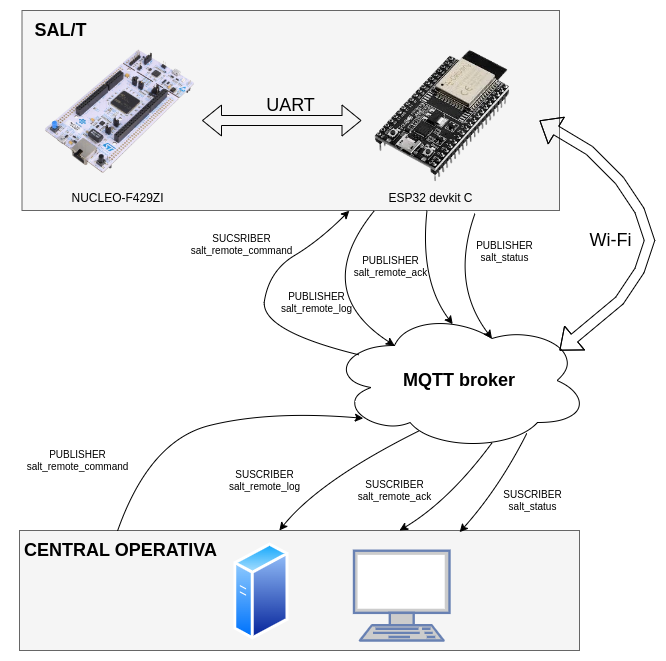 SAL/T
UART
NUCLEO-F429ZI
ESP32 devkit C
Wi-Fi
SUCSRIBER
salt_remote_command
PUBLISHER
salt_remote_log
PUBLISHER
salt_remote_ack
PUBLISHER
salt_status
MQTT broker
PUBLISHER
salt_remote_command
SUSCRIBER
salt_remote_log
SUSCRIBER
salt_remote_ack
SUSCRIBER
salt_status
CENTRAL OPERATIVA